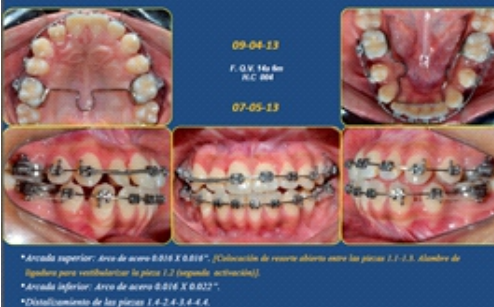 09-04-13
F. O.V. 14a 6m
H.C 004
07-05-13
*Arcada superior: Arco de acero 0.016 X 0.016". [Colocación de resorte abierto entre las piezas 1.1-1.3. Alambre de
ligadura para vestibularizar la pieza 1.2 (segunda activación)].
*Arcada inferior: Arco de acero 0.016 X 0.022".
*Distalizamiento de las piezas 1.4-2.4-3.4-4.4.